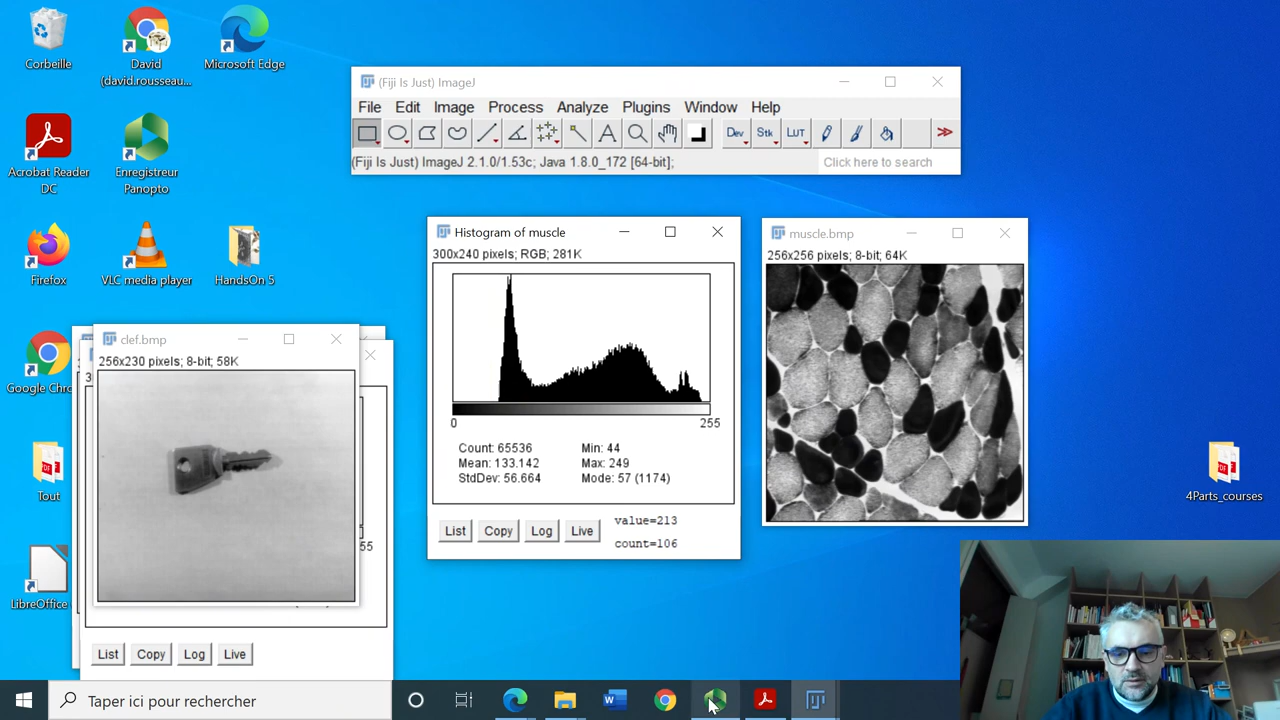 Corbeille
David
(david.rousseau...
Microsoft Edge
Acrobat Reader
DC
Enregistreur
Panopto
Firefox
VLC media player
HandsOn 5
Google Chro
Tout
LibreOffice
4Parts_courses
(Fiji Is Just) ImageJ
File Edit Image Process Analyze Plugins Window Help
Dev Stk LUT >>
(Fiji Is Just) ImageJ 2.1.0/1.53c; Java 1.8.0_172 [64-bit];
Click here to search
Histogram of muscle
300x240 pixels; RGB; 281K
0 255
Count: 65536 Min: 44
Mean: 133.142 Max: 249
StdDev: 56.664 Mode: 57 (1174)
List Copy Log Live
value=213
count=106
muscle.bmp
256x256 pixels; 8-bit; 64K
clef.bmp
256x230 pixels; 8-bit; 58K
3
55
List Copy Log Live
Taper ici pour rechercher